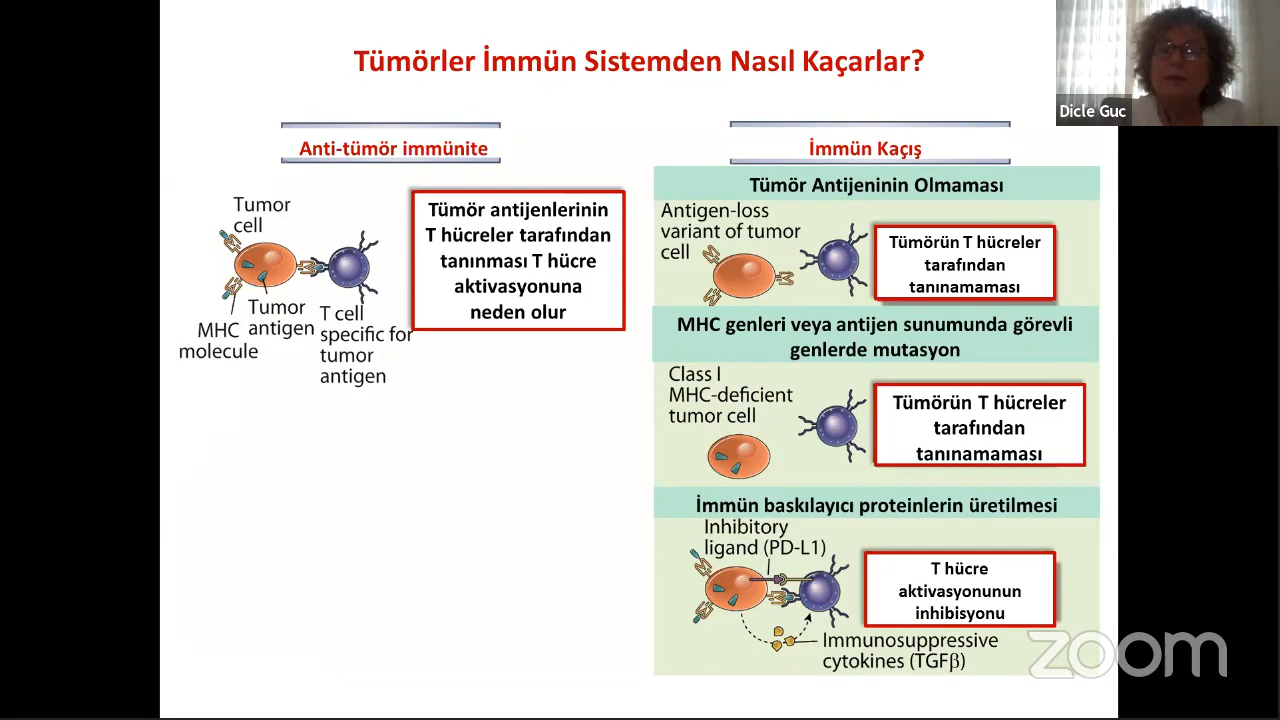 Tümörler İmmün Sistemden Nasıl Kaçarlar?
Dicle Guc
Anti-tümör immünite
Tumor
cell
Tümör antijenlerinin
T hücreler tarafından
tanınması T hücre
aktivasyonuna
neden olur
MHC
molecule
Tumor
antigen
T cell
specific for
tumor
antigen
İmmün Kaçış
Tümör Antijeninin Olmaması
Antigen-loss
variant of tumor
cell
Tümörün T hücreler
tarafından
tanınamaması
MHC genleri veya antijen sunumunda görevli
genlerde mutasyon
Class I
MHC-deficient
tumor cell
Tümörün T hücreler
tarafından
tanınamaması
İmmün baskılayıcı proteinlerin üretilmesi
Inhibitory
ligand (PD-L1)
T hücre
aktivasyonunun
inhibisyonu
Immunosuppressive
cytokines (TGFβ)
zoom